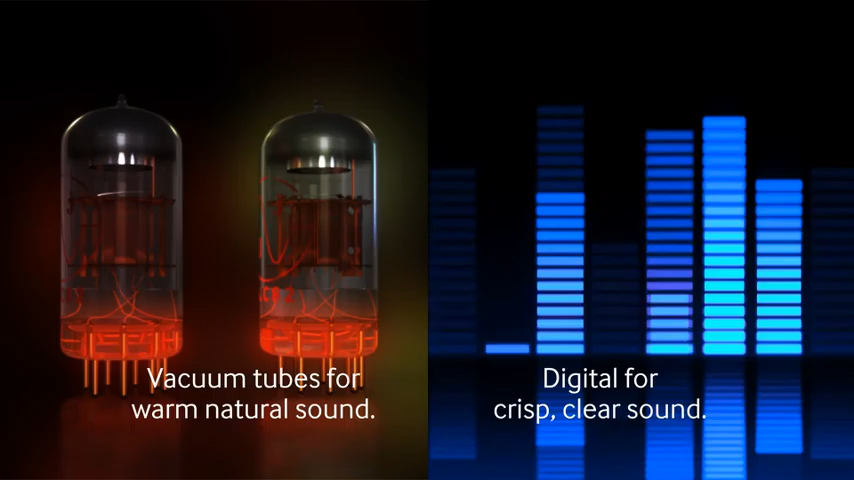 Vacuum tubes for
warm natural sound.
Digital for
crisp, clear sound.